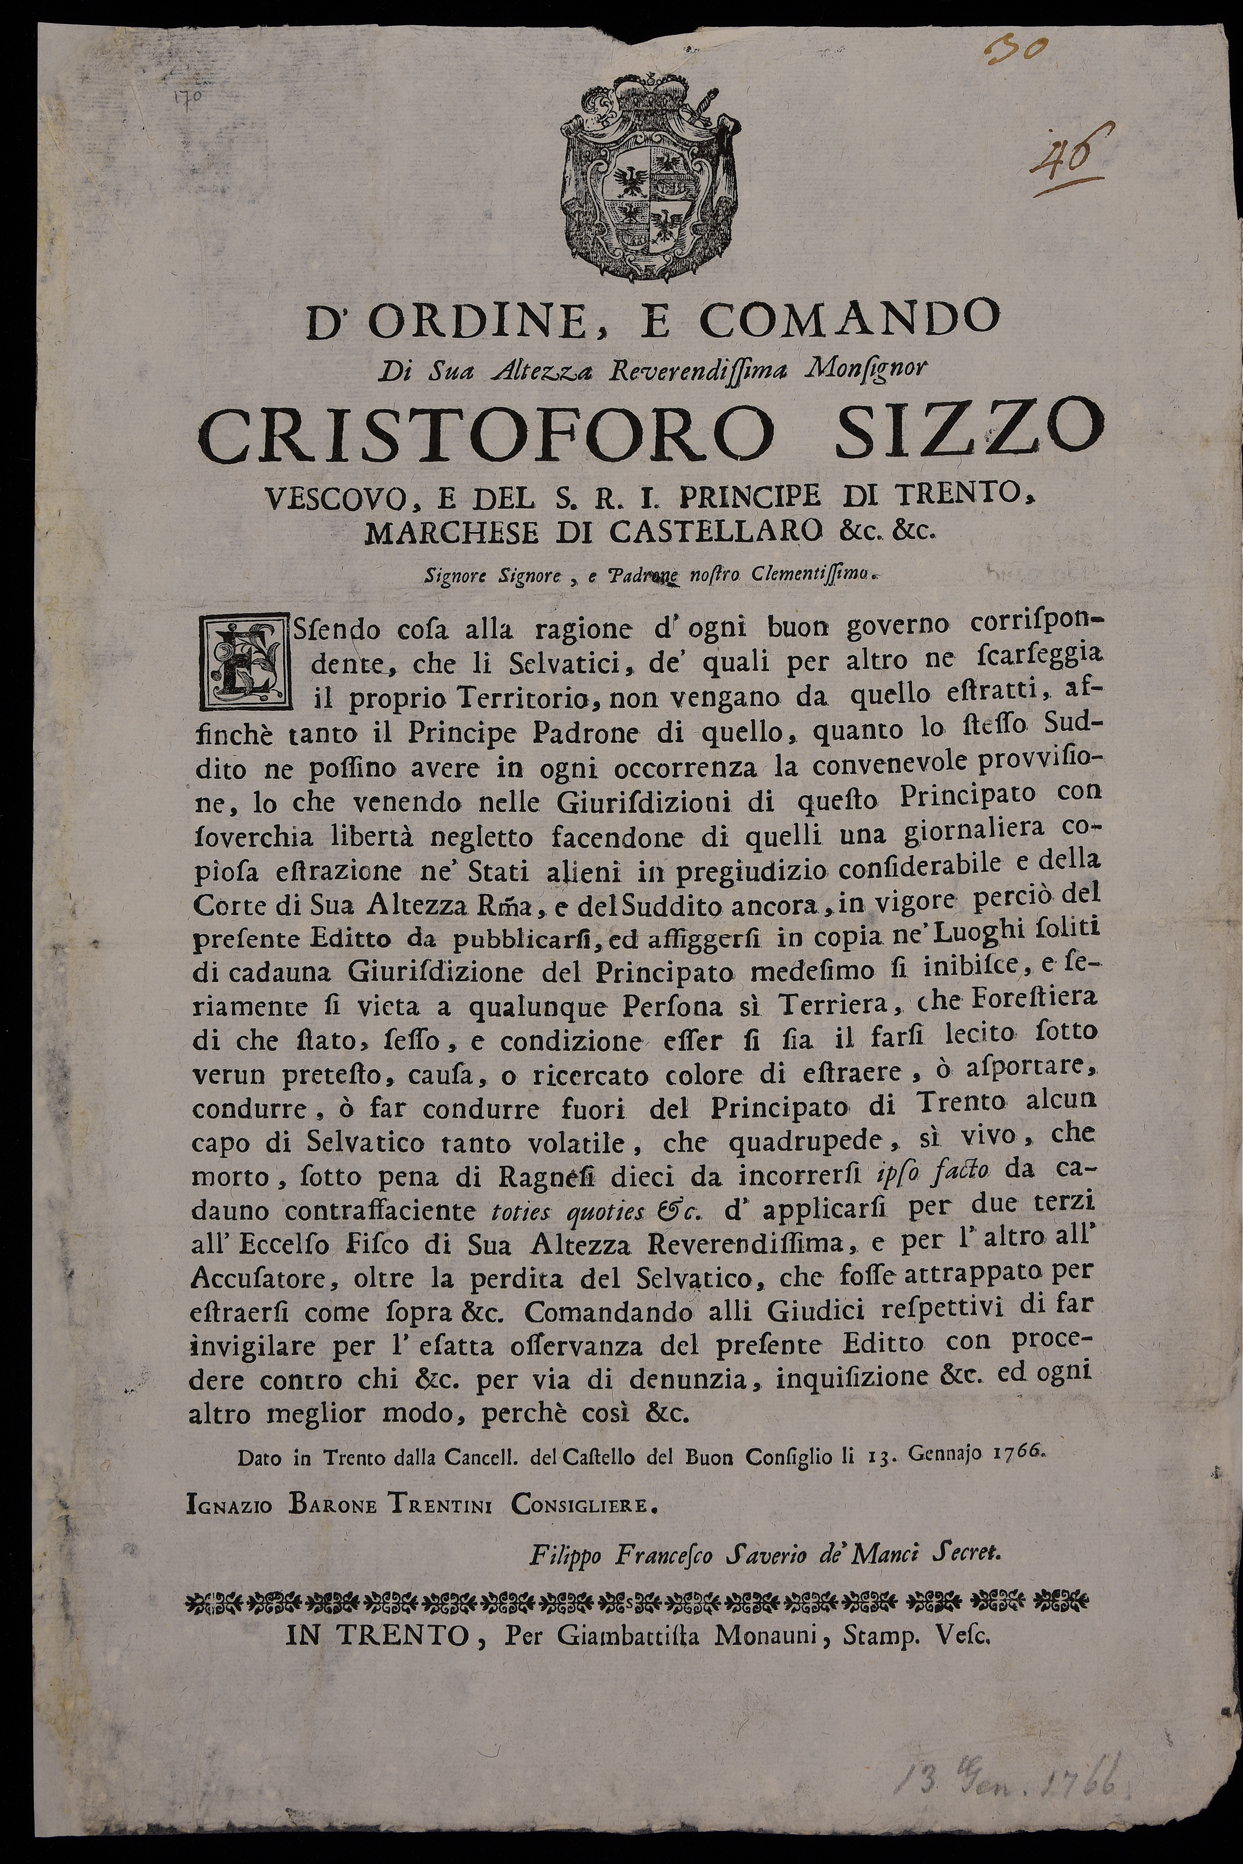 30
170
46
D' ORDINE, E COMANDO
Di Sua Altezza Reverendiſſima Monſignor
CRISTOFORO SIZZO
VESCOVO, E DEL S. R. I. PRINCIPE DI TRENTO,
MARCHESE DI CASTELLARO &c. &c.
Signore Signore, e Padrone noſtro Clementiſſimo.
ESſendo coſa alla ragione d' ogni buon governo corriſpon-
dente, che li Selvatici, de' quali per altro ne ſcarſeggia
il proprio Territorio, non vengano da quello eſtratti, af-
finchè tanto il Principe Padrone di quello, quanto lo ſteſſo Sud-
dito ne poſſino avere in ogni occorrenza la convenevole provviſio-
ne, lo che venendo nelle Giuriſdizioni di queſto Principato con
ſoverchia libertà negletto facendone di quelli una giornaliera co-
pioſa eſtrazione ne' Stati alieni in pregiudizio conſiderabile e della
Corte di Sua Altezza Rm̃a, e del Suddito ancora, in vigore perciò del
preſente Editto da pubblicarſi, ed affiggerſi in copia ne' Luoghi ſoliti
di cadauna Giuriſdizione del Principato medeſimo ſi inibiſce, e ſe-
riamente ſi vieta a qualunque Perſona sì Terriera, che Foreſtiera
di che ſtato, ſeſſo, e condizione eſſer ſi ſia il farſi lecito ſotto
verun preteſto, cauſa, o ricercato colore di eſtraere, ò aſportare,
condurre, ò far condurre fuori del Principato di Trento alcun
capo di Selvatico tanto volatile, che quadrupede, sì vivo, che
morto, ſotto pena di Ragnéſi dieci da incorrerſi ipſo facto da ca-
dauno contraffaciente toties quoties &c. d' applicarſi per due terzi
all' Eccelſo Fiſco di Sua Altezza Reverendiſſima, e per l' altro all'
Accuſatore, oltre la perdita del Selvatico, che foſſe attrappato per
eſtraerſi come ſopra &c. Comandando alli Giudici reſpettivi di far
invigilare per l' eſatta oſſervanza del preſente Editto con proce-
dere contro chi &c. per via di denunzia, inquiſizione &c. ed ogni
altro meglior modo, perchè così &c.
Dato in Trento dalla Cancell. del Caſtello del Buon Conſiglio li 13. Gennajo 1766.
IGNAZIO BARONE TRENTINI CONSIGLIERE.
Filippo Franceſco Saverio de' Manci Secret.
IN TRENTO, Per Giambattiſta Monauni, Stamp. Veſc.
13 Gen. 1766.